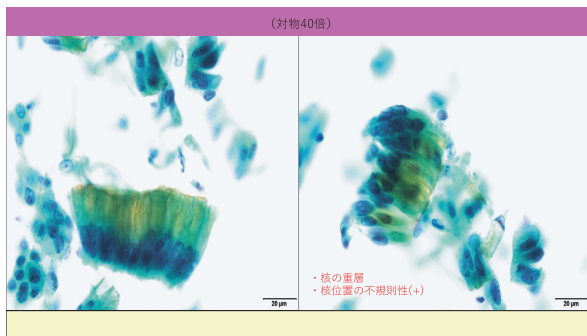 （対物40倍）
・核の重層
・核位置の不規則性(+)
20 μm
20 μm